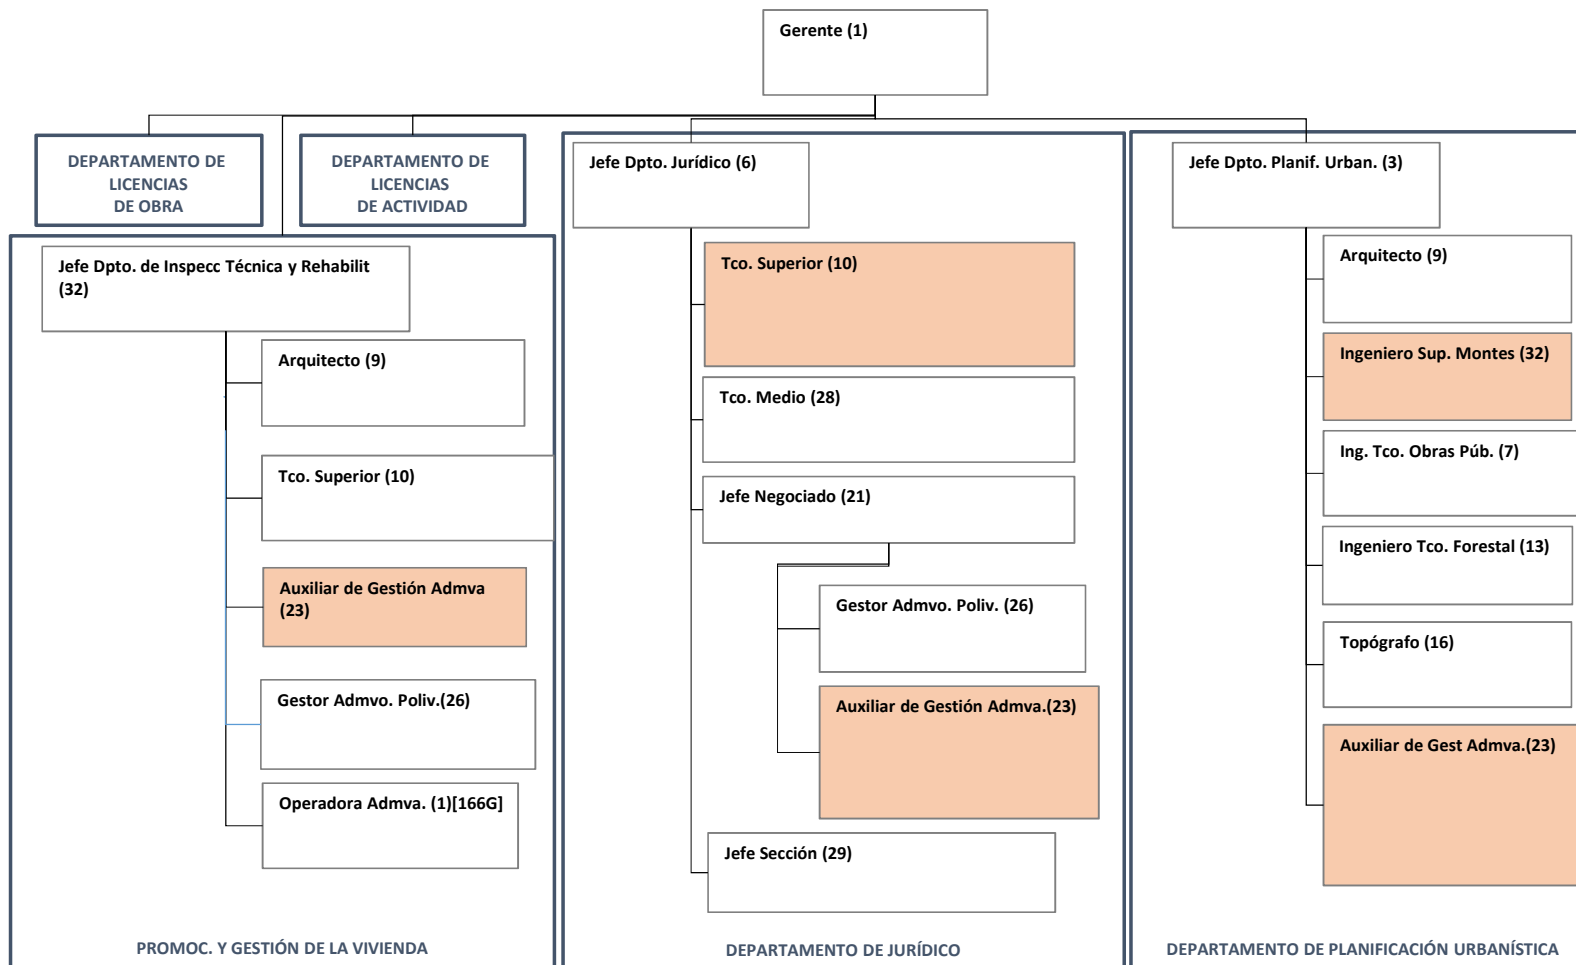 Gerente (1)
DEPARTAMENTO DE
LICENCIAS
DE OBRA
DEPARTAMENTO DE
LICENCIAS
DE ACTIVIDAD
Jefe Dpto. de Inspecc Técnica y Rehabilit
(32)
Arquitecto (9)
Tco. Superior (10)
Auxiliar de Gestión Admva
(23)
Gestor Admvo. Poliv.(26)
Operadora Admva. (1)[166G]
PROMOC. Y GESTIÓN DE LA VIVIENDA
Jefe Dpto. Jurídico (6)
Tco. Superior (10)
Tco. Medio (28)
Jefe Negociado (21)
Gestor Admvo. Poliv. (26)
Auxiliar de Gestión Admva.(23)
Jefe Sección (29)
DEPARTAMENTO DE JURÍDICO
Jefe Dpto. Planif. Urban. (3)
Arquitecto (9)
Ingeniero Sup. Montes (32)
Ing. Tco. Obras Púb. (7)
Ingeniero Tco. Forestal (13)
Topógrafo (16)
Auxiliar de Gest Admva.(23)
DEPARTAMENTO DE PLANIFICACIÓN URBANÍSTICA